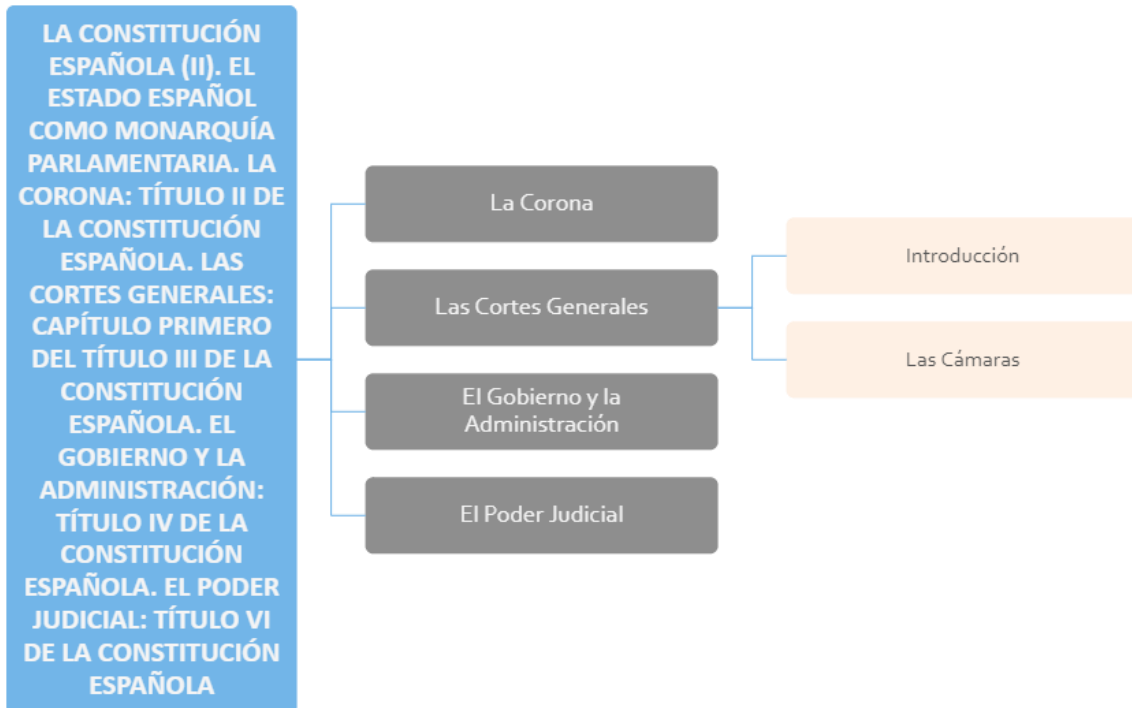 LA CONSTITUCIÓN
ESPAÑOLA (II). EL
ESTADO ESPAÑOL
COMO MONARQUÍA
PARLAMENTARIA. LA
CORONA: TÍTULO II DE
LA CONSTITUCIÓN
ESPAÑOLA. LAS
CORTES GENERALES:
CAPÍTULO PRIMERO
DEL TÍTULO III DE LA
CONSTITUCIÓN
ESPAÑOLA. EL
GOBIERNO Y LA
ADMINISTRACIÓN:
TÍTULO IV DE LA
CONSTITUCIÓN
ESPAÑOLA. EL PODER
JUDICIAL: TÍTULO VI
DE LA CONSTITUCIÓN
ESPAÑOLA
La Corona
Las Cortes Generales
Introducción
Las Cámaras
El Gobierno y la
Administración
El Poder Judicial